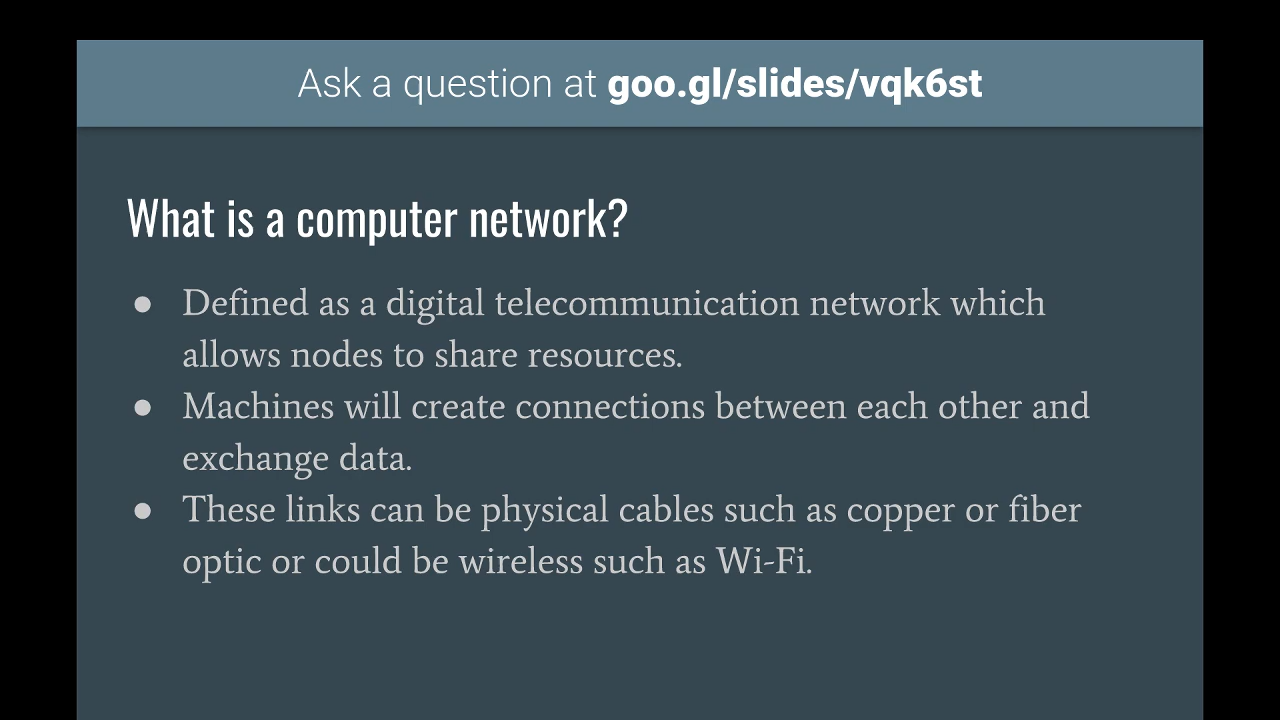 Ask a question at goo.gl/slides/vqk6st
What is a computer network?
● Defined as a digital telecommunication network which
allows nodes to share resources.
● Machines will create connections between each other and
exchange data.
● These links can be physical cables such as copper or fiber
optic or could be wireless such as Wi-Fi.